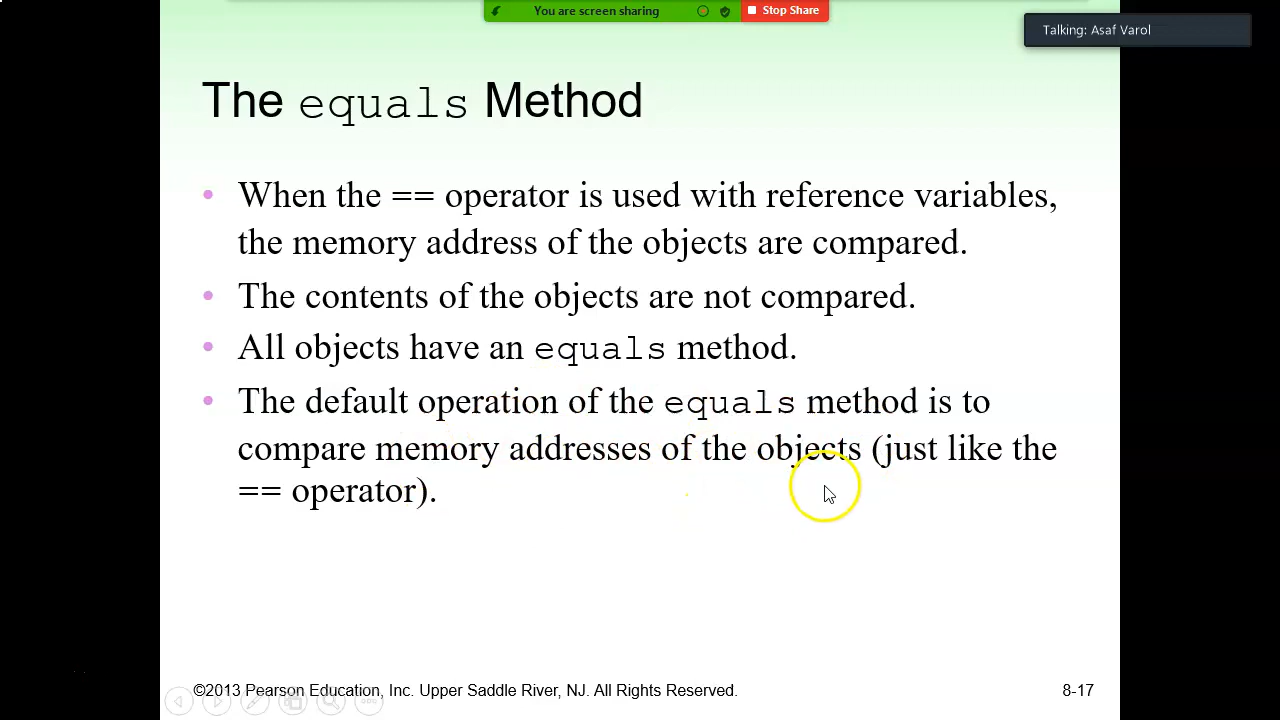 You are screen sharing
Stop Share
Talking: Asaf Varol
The equals Method
• When the == operator is used with reference variables,
the memory address of the objects are compared.
• The contents of the objects are not compared.
• All objects have an equals method.
• The default operation of the equals method is to
compare memory addresses of the objects (just like the
== operator).
©2013 Pearson Education, Inc. Upper Saddle River, NJ. All Rights Reserved.
8-17